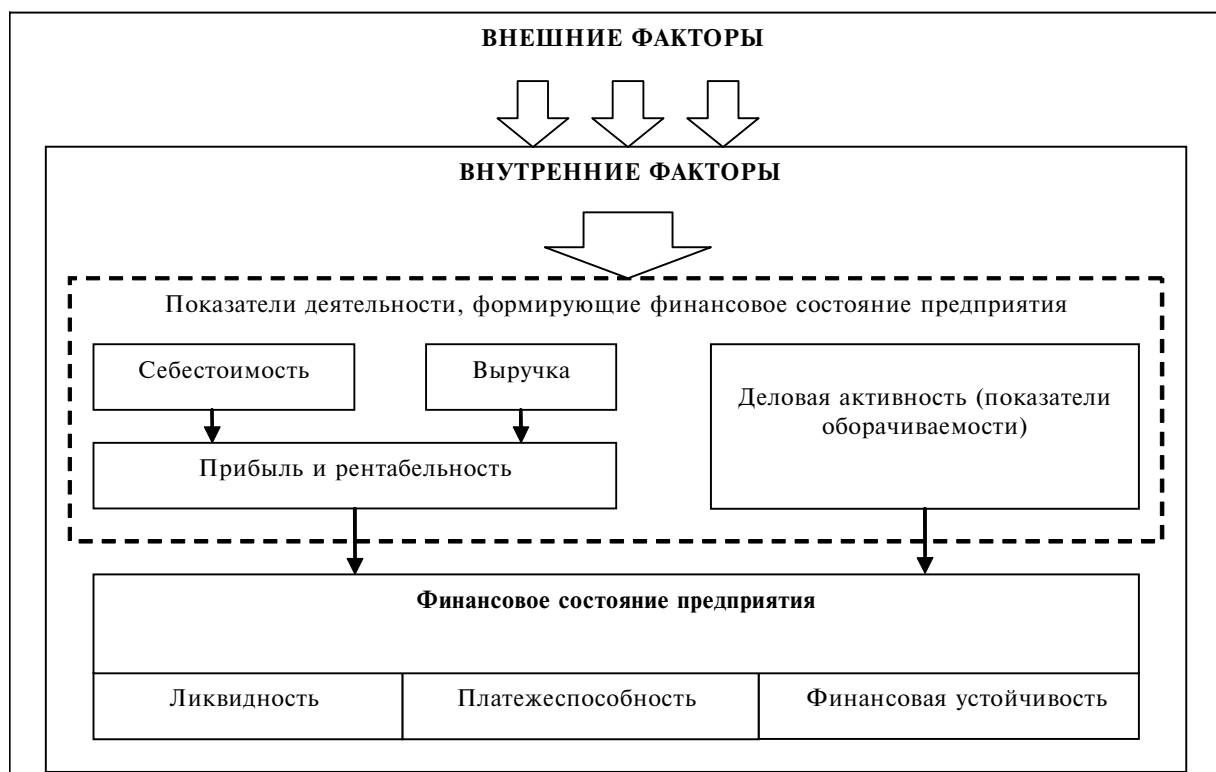 ВНЕШНИЕ ФАКТОРЫ
ВНУТРЕННИЕ ФАКТОРЫ
Показатели деятельности, формирующие финансовое состояние предприятия
Себестоимость
Выручка
Деловая активность (показатели
оборачиваемости)
Прибыль и рентабельность
Финансовое состояние предприятия
Ликвидность
Платежеспособность
Финансовая устойчивость